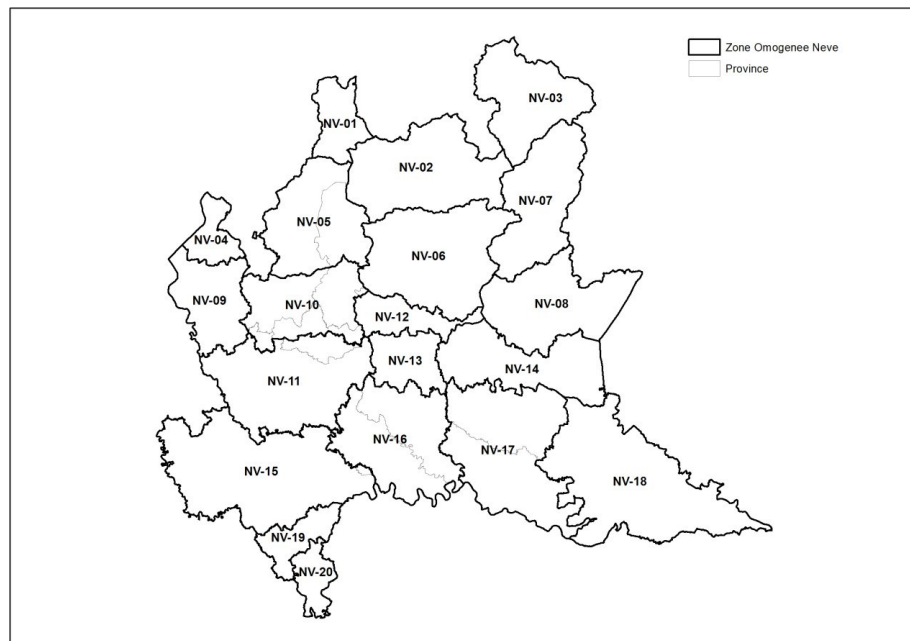 Zone Omogenee Neve
Province
NV-03
NV-01
NV-02
NV-07
NV-05
NV-04
NV-06
NV-09
NV-10
NV-08
NV-12
NV-13
NV-14
NV-11
NV-16
NV-17
NV-15
NV-18
NV-19
NV-20